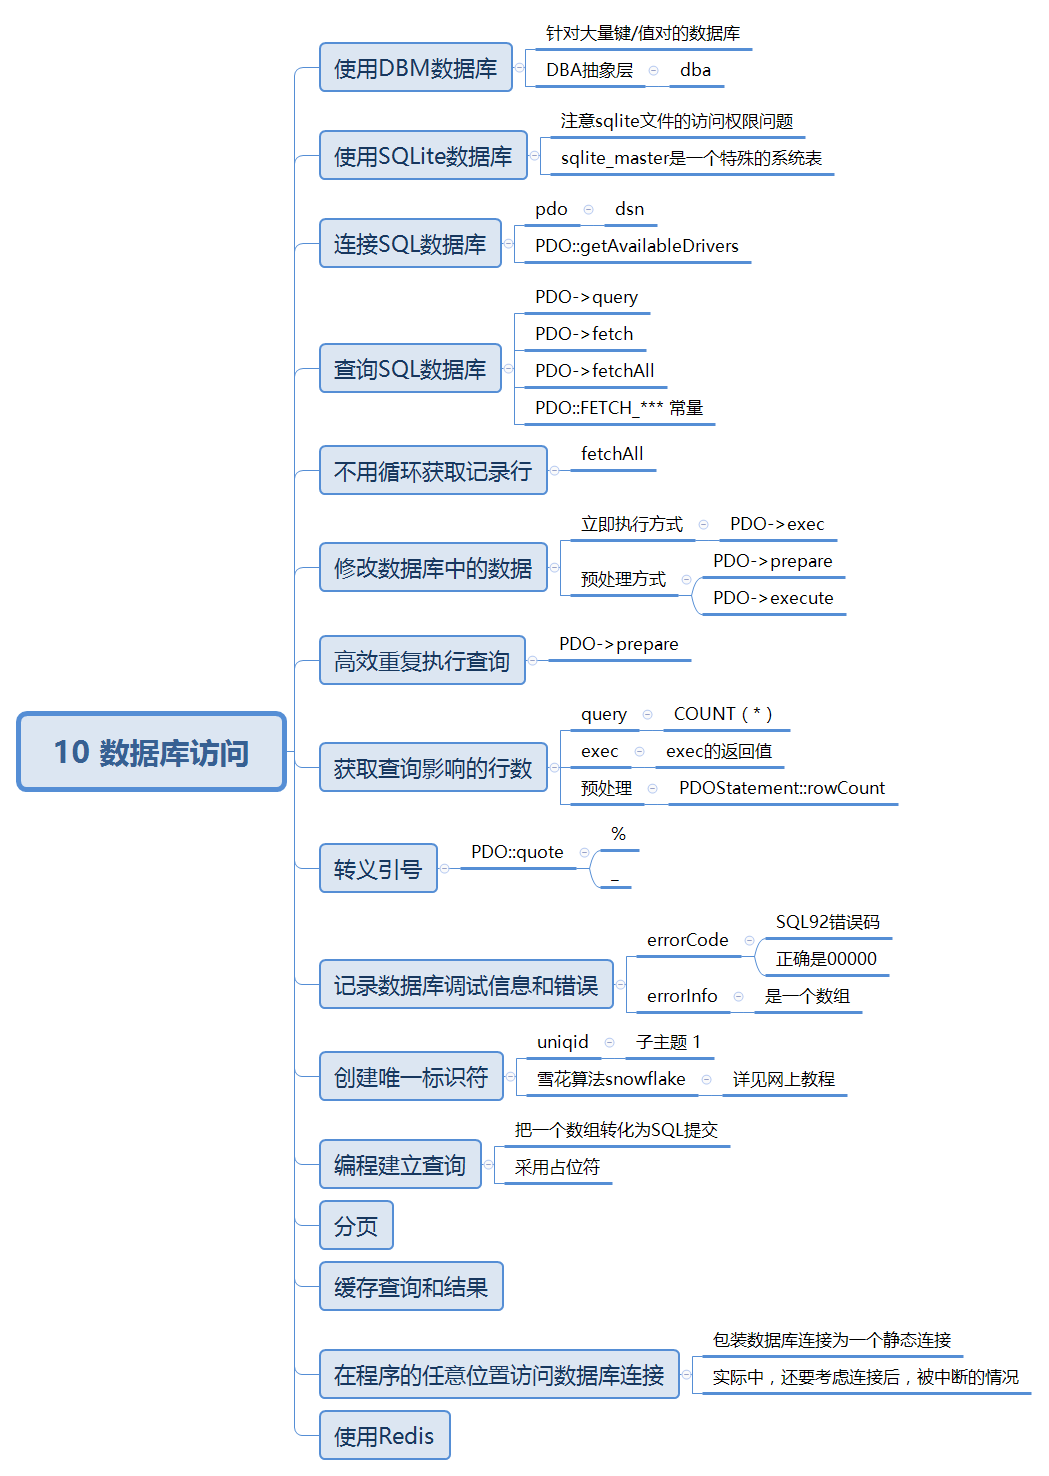 10 数据库访问
使用DBM数据库
针对大量键/值对的数据库
DBA抽象层
dba
使用SQLite数据库
注意sqlite文件的访问权限问题
sqlite_master是一个特殊的系统表
连接SQL数据库
pdo
dsn
PDO::getAvailableDrivers
查询SQL数据库
PDO->query
PDO->fetch
PDO->fetchAll
PDO::FETCH_*** 常量
不用循环获取记录行
fetchAll
修改数据库中的数据
立即执行方式
PDO->exec
预处理方式
PDO->prepare
PDO->execute
高效重复执行查询
PDO->prepare
获取查询影响的行数
query
COUNT（*）
exec
exec的返回值
预处理
PDOStatement::rowCount
转义引号
PDO::quote
%
_
记录数据库调试信息和错误
errorCode
SQL92错误码
正确是00000
errorInfo
是一个数组
创建唯一标识符
uniqid
子主题 1
雪花算法snowflake
详见网上教程
编程建立查询
把一个数组转化为SQL提交
采用占位符
分页
缓存查询和结果
在程序的任意位置访问数据库连接
包装数据库连接为一个静态连接
实际中，还要考虑连接后，被中断的情况
使用Redis